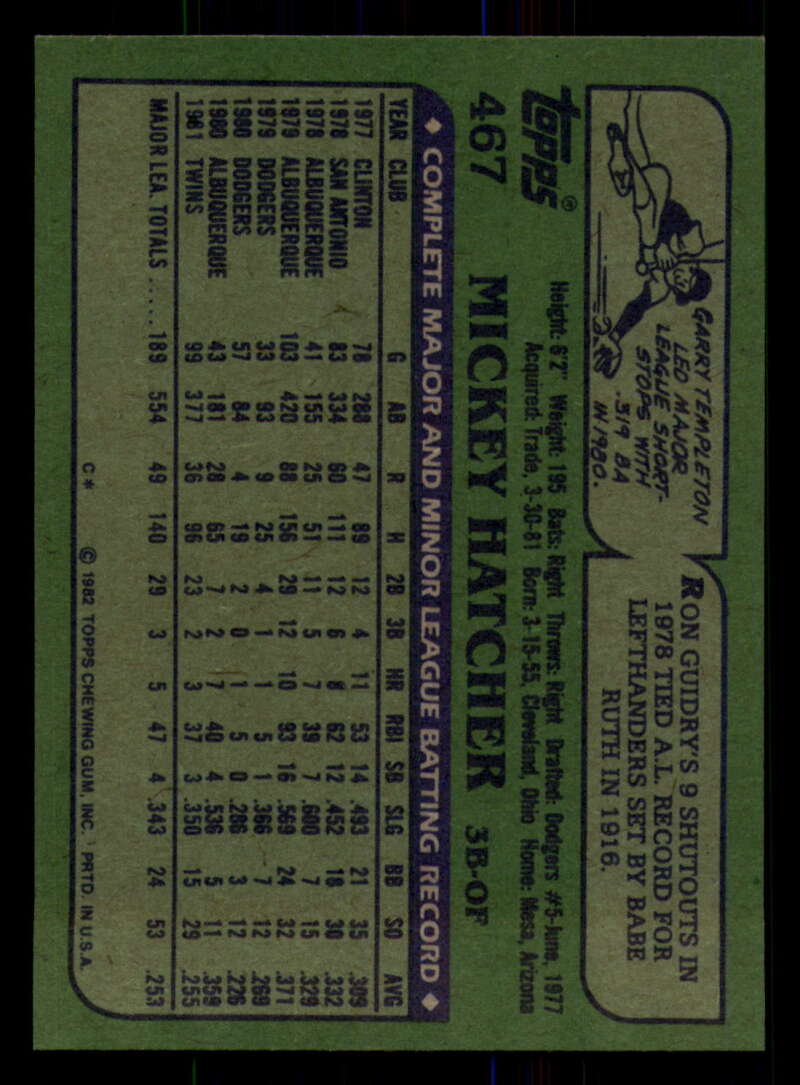 GARRY TEMPLETON
LED MAJOR
LEAGUE SHORT-
STOPS WITH
.319 BA
IN 1980.
RON GUIDRY'S 9 SHUTOUTS IN
1978 TIED A.L. RECORD FOR
LEFTHANDERS SET BY BABE
RUTH IN 1916.
TOPPS®
467 MICKEY HATCHER 3B-OF
Height: 6'2" Weight: 195 Bats: Right Throws: Right Drafted: Dodgers #5-June, 1977
Acquired: Trade, 3-30-81 Born: 3-15-55, Cleveland, Ohio Home: Mesa, Arizona
◆ COMPLETE MAJOR AND MINOR LEAGUE BATTING RECORD ◆
YEAR CLUB G AB R H 2B 3B HR RBI SB SLG BB SO AVG
1977 CLINTON 78 288 47 89 12 4 11 53 14 .493 21 35 .309
1978 SAN ANTONIO 83 334 60 111 12 6 8 62 12 .452 18 30 .332
1978 ALBUQUERQUE 41 155 25 51 11 5 7 39 7 .600 7 15 .329
1979 ALBUQUERQUE 103 420 88 156 29 12 10 93 16 .569 24 32 .371
1979 DODGERS 33 93 9 25 4 1 1 5 1 .366 7 12 .269
1980 DODGERS 57 84 4 19 2 0 1 5 0 .286 3 12 .226
1980 ALBUQUERQUE 43 181 28 65 7 2 7 40 4 .536 5 11 .359
1981 TWINS 99 377 36 96 23 2 3 37 3 .350 15 29 .255
MAJOR LEA. TOTALS ..... 189 554 49 140 29 3 5 47 4 .343 24 53 .253
C* © 1982 TOPPS CHEWING GUM, INC. PRTD. IN U.S.A.